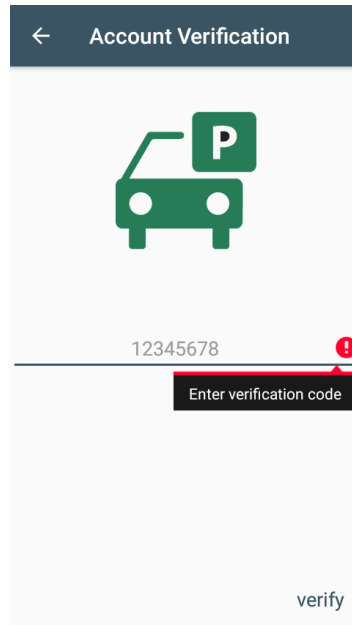 Account Verification
P
12345678
Enter verification code
verify